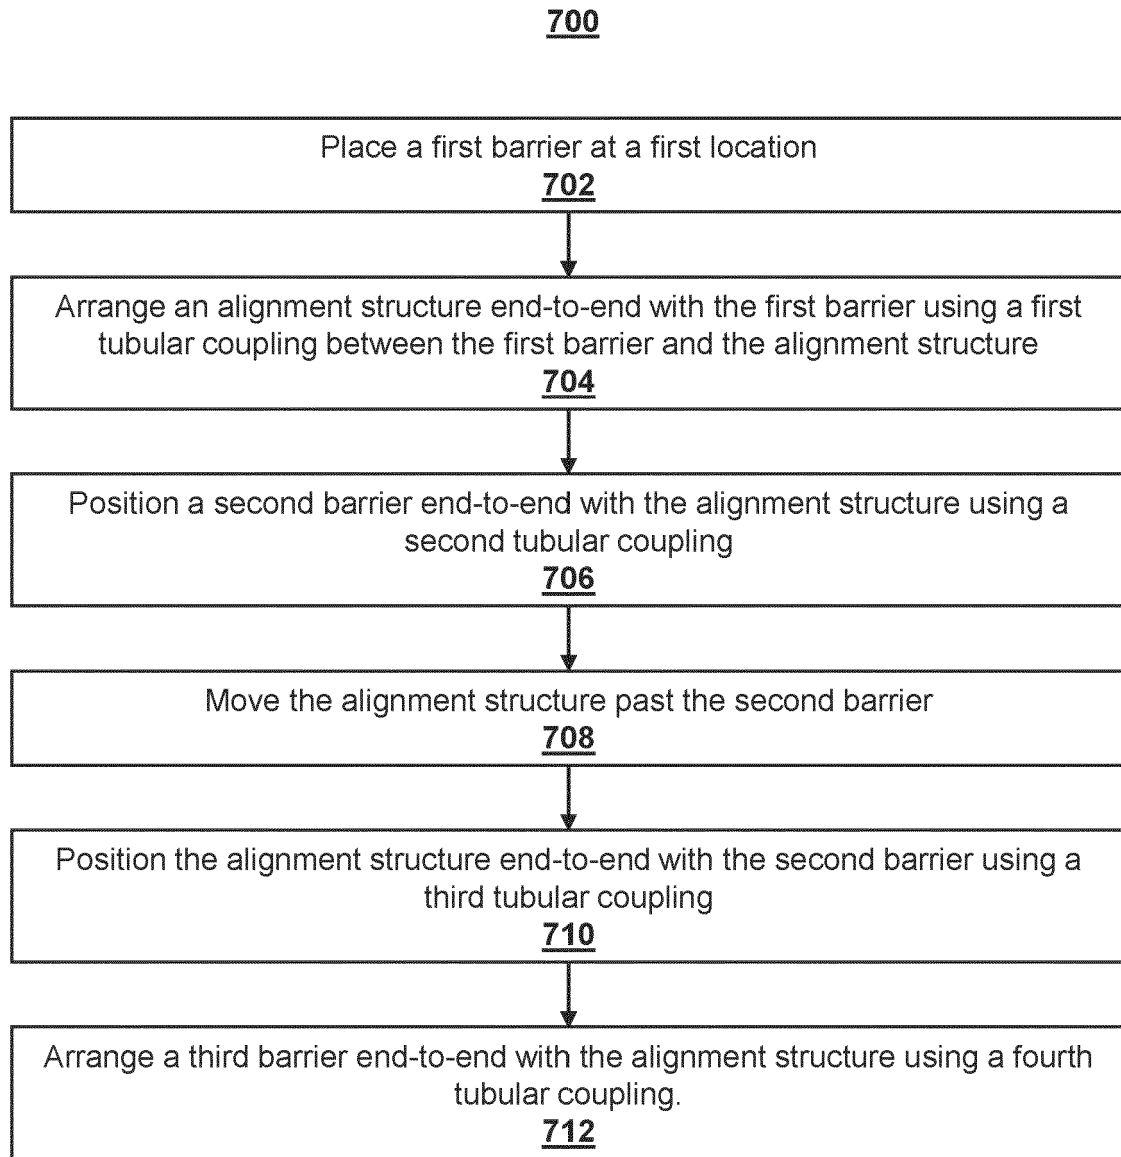 700
Place a first barrier at a first location
702
Arrange an alignment structure end-to-end with the first barrier using a first
tubular coupling between the first barrier and the alignment structure
704
Position a second barrier end-to-end with the alignment structure using a
second tubular coupling
706
Move the alignment structure past the second barrier
708
Position the alignment structure end-to-end with the second barrier using a
third tubular coupling
710
Arrange a third barrier end-to-end with the alignment structure using a fourth
tubular coupling.
712